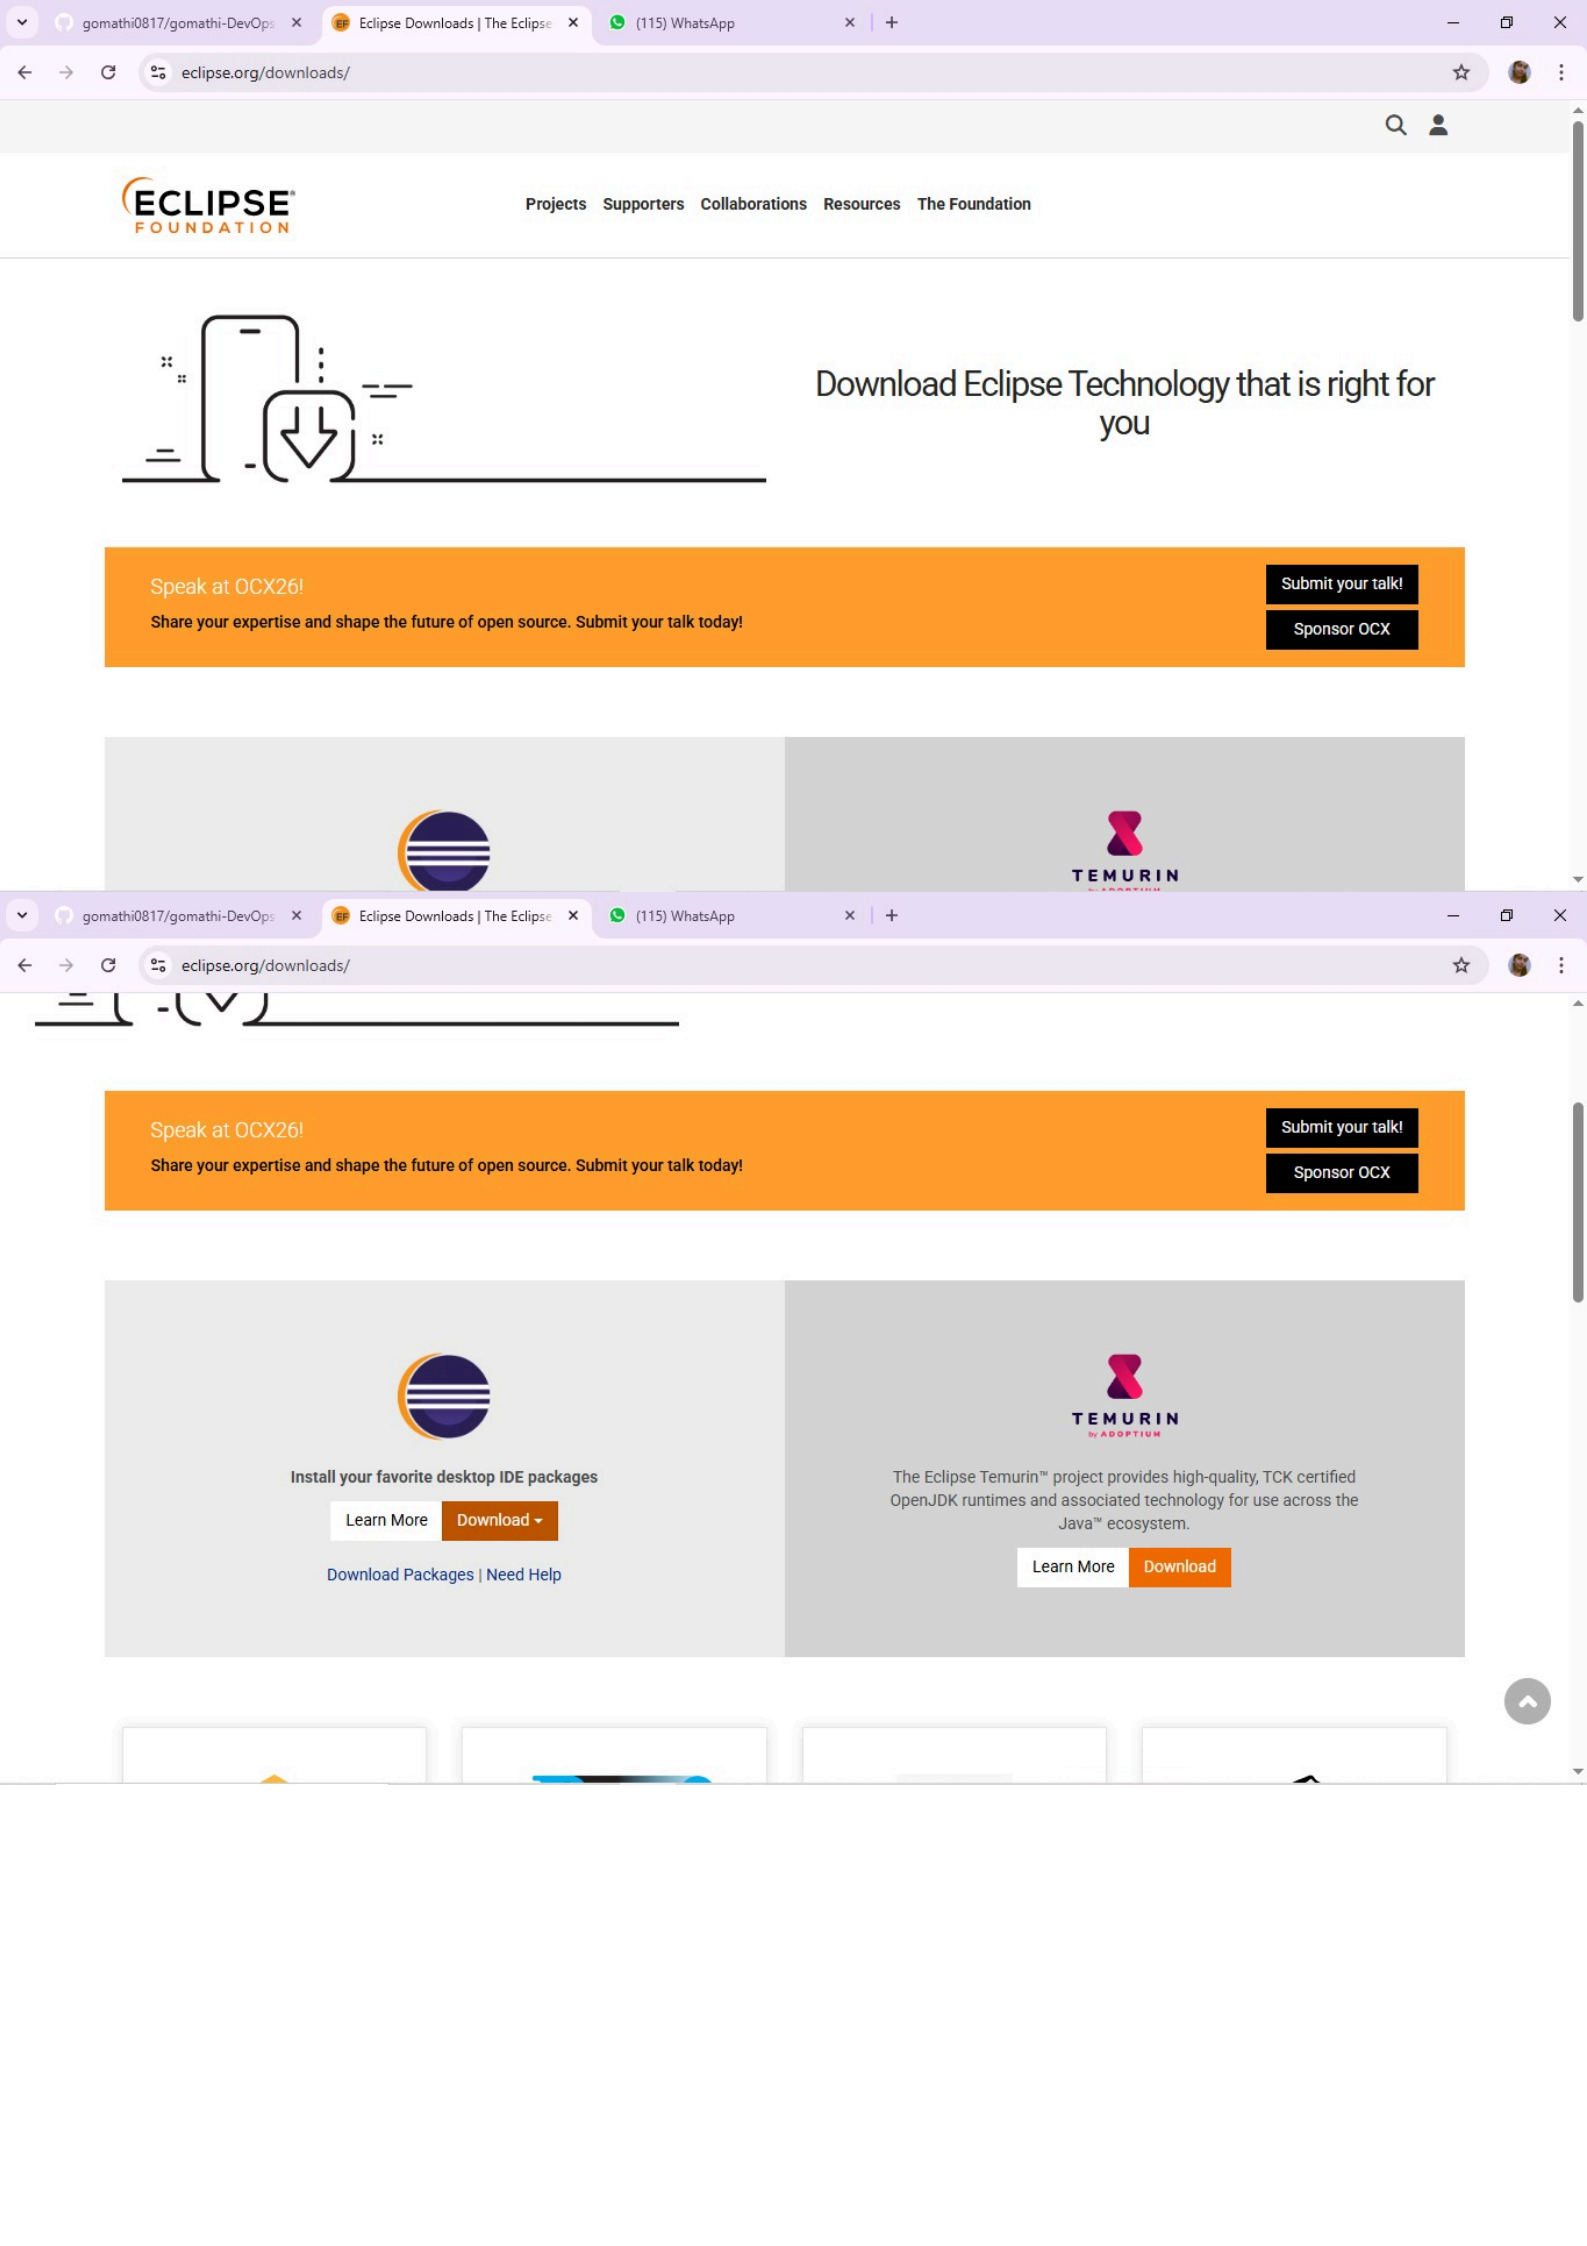 gomathi0817/gomathi-DevOps
EF Eclipse Downloads | The Eclipse
(115) WhatsApp
eclipse.org/downloads/
ECLIPSE®
FOUNDATION
Projects Supporters Collaborations Resources The Foundation
Download Eclipse Technology that is right for
you
Speak at OCX26!
Share your expertise and shape the future of open source. Submit your talk today!
Submit your talk!
Sponsor OCX
TEMURIN
by ADOPTIUM
gomathi0817/gomathi-DevOps
EF Eclipse Downloads | The Eclipse
(115) WhatsApp
eclipse.org/downloads/
Speak at OCX26!
Share your expertise and shape the future of open source. Submit your talk today!
Submit your talk!
Sponsor OCX
Install your favorite desktop IDE packages
Learn More Download
Download Packages | Need Help
TEMURIN
by ADOPTIUM
The Eclipse Temurin™ project provides high-quality, TCK certified
OpenJDK runtimes and associated technology for use across the
Java™ ecosystem.
Learn More Download